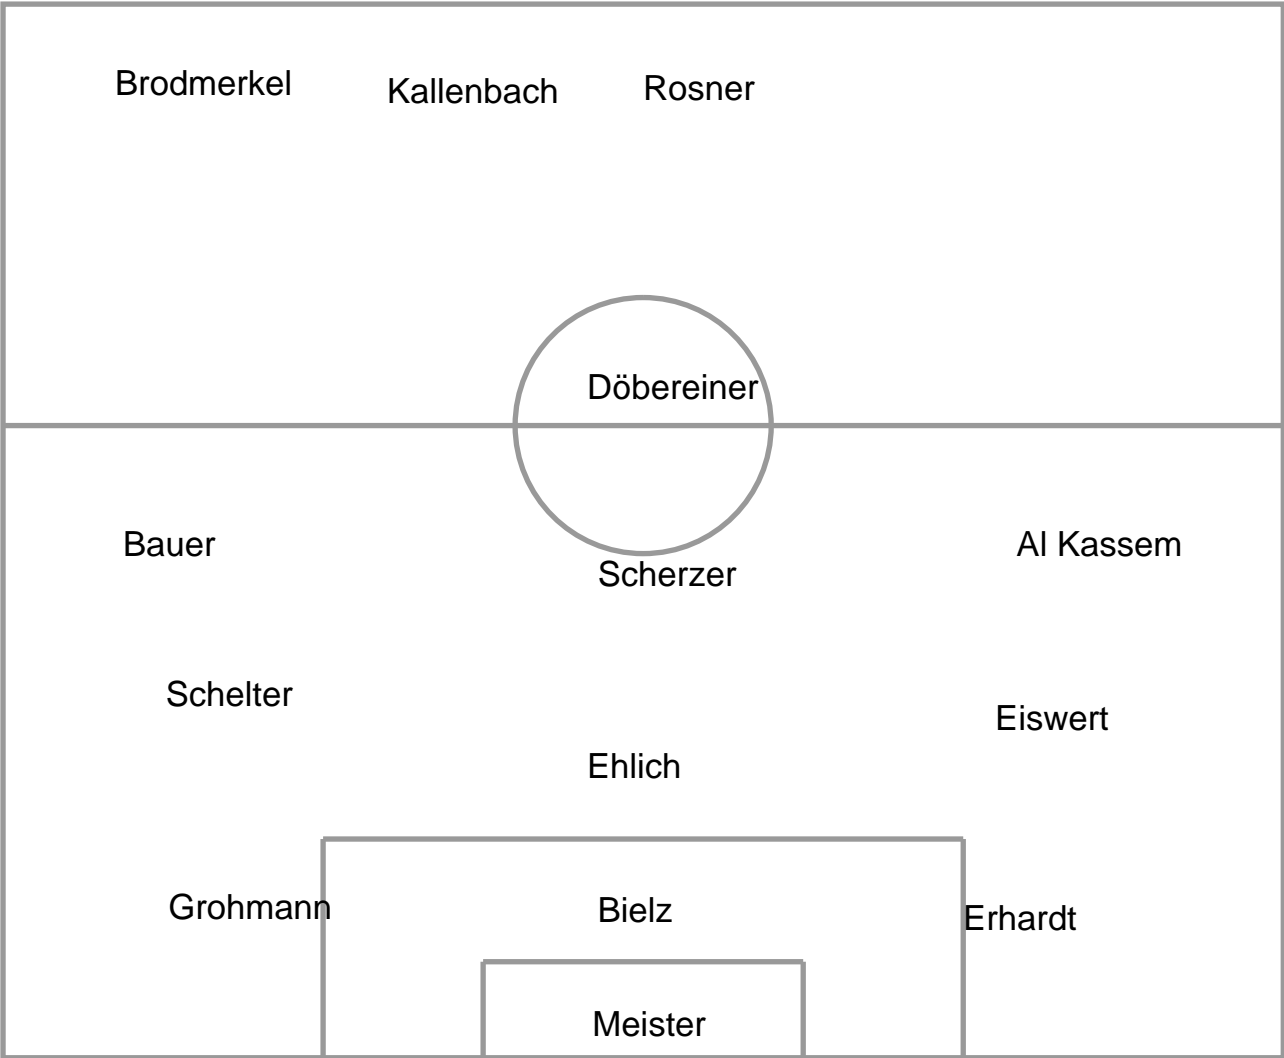 Brodmerkel Kallenbach Rosner
Döbereiner
Bauer Al Kassem
Scherzer
Schelter
Eiswert
Ehlich
Grohmann Bielz Erhardt
Meister